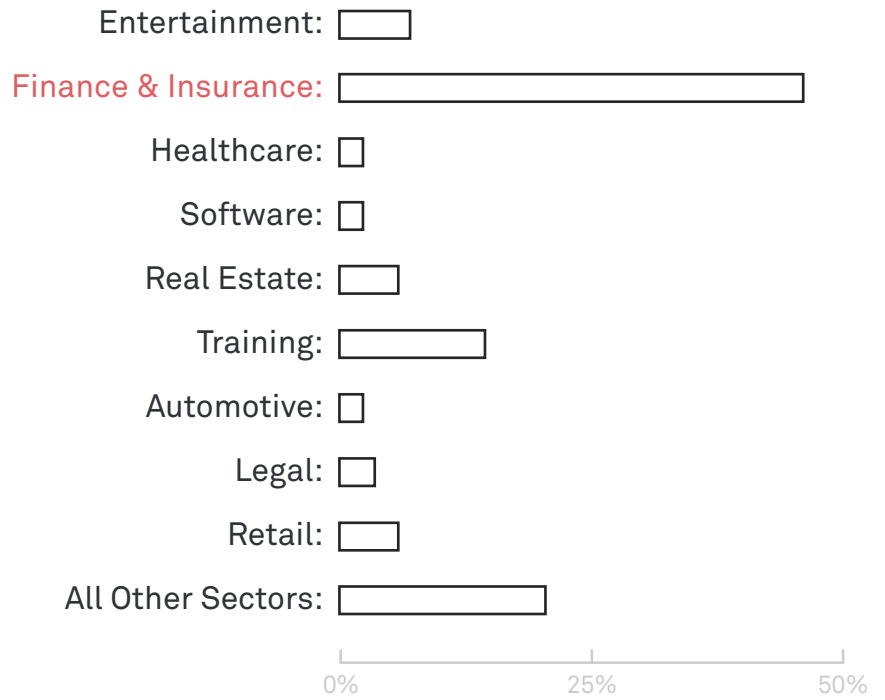 Entertainment:
Finance & Insurance:
Healthcare:
Software:
Real Estate:
Training:
Automotive:
Legal:
Retail:
All Other Sectors:
0% 25% 50%